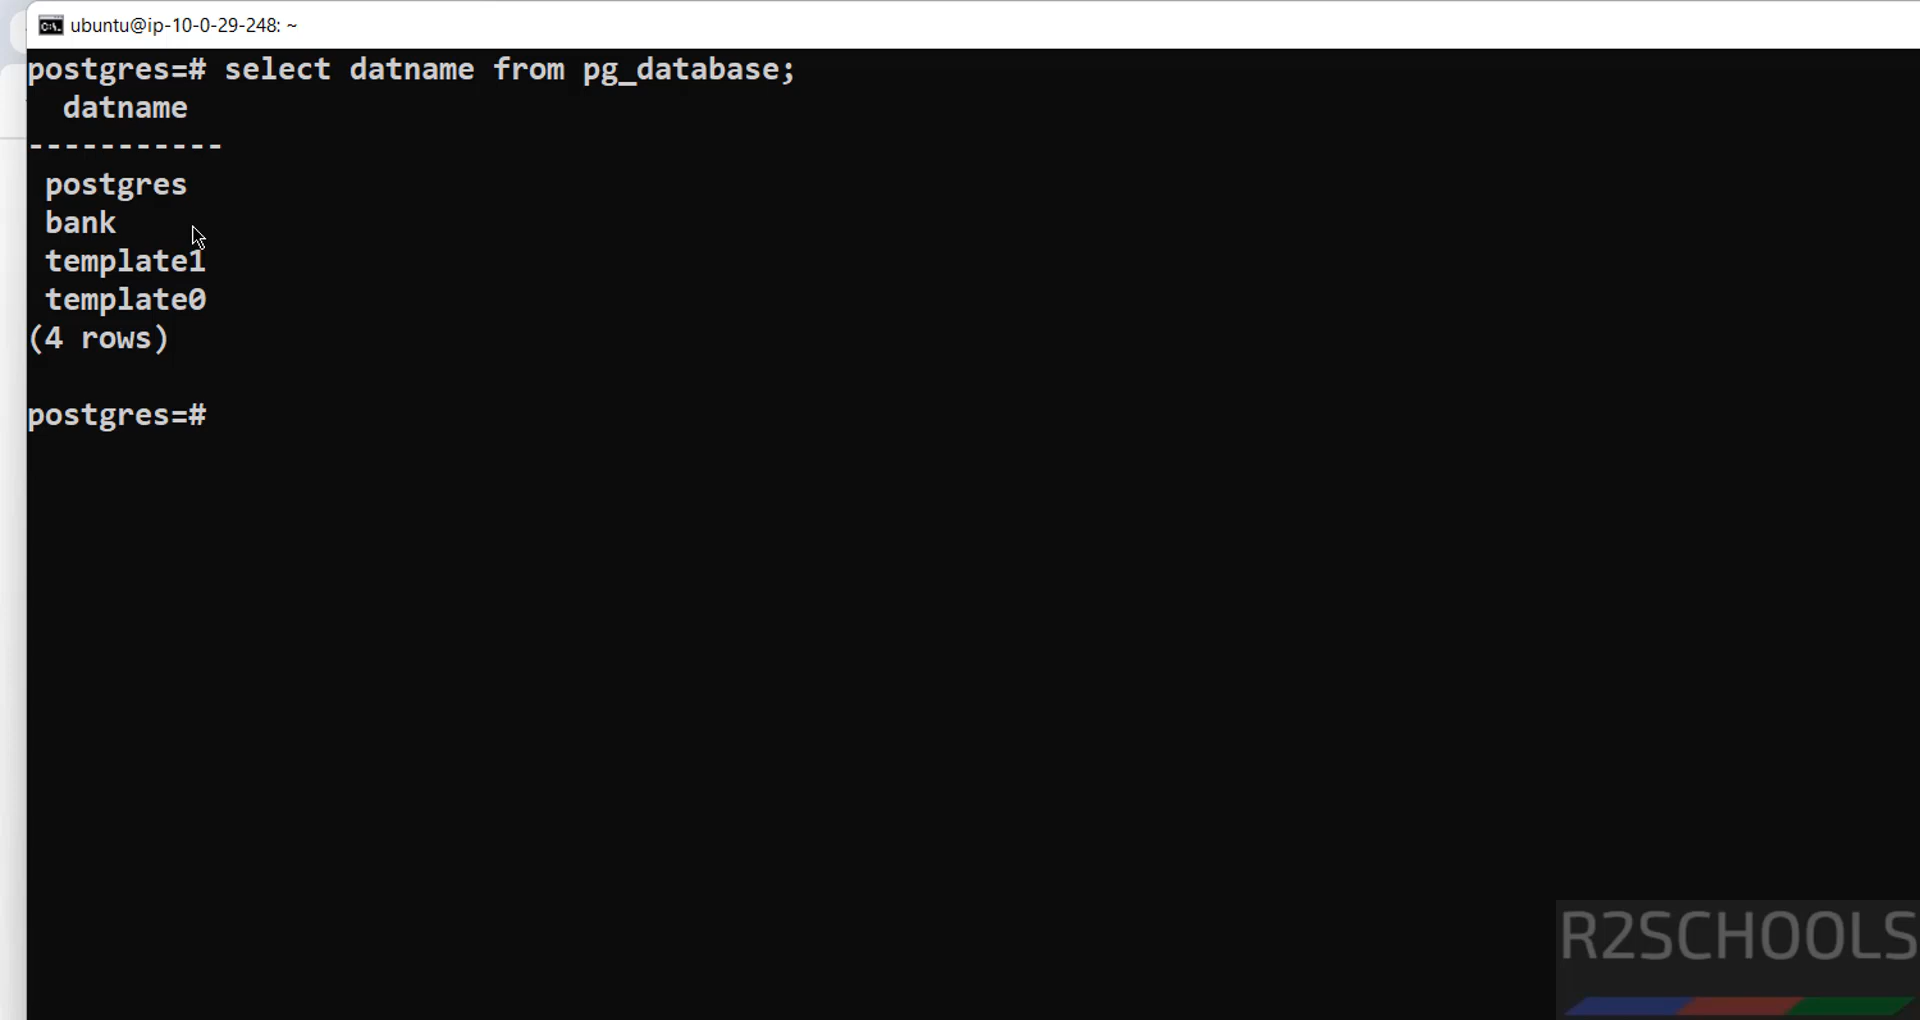 ubuntu@ip-10-0-29-248: ~
postgres=# select datname from pg_database;
datname
-----------
postgres
bank
template1
template0
(4 rows)
postgres=#
R2SCHOOLS